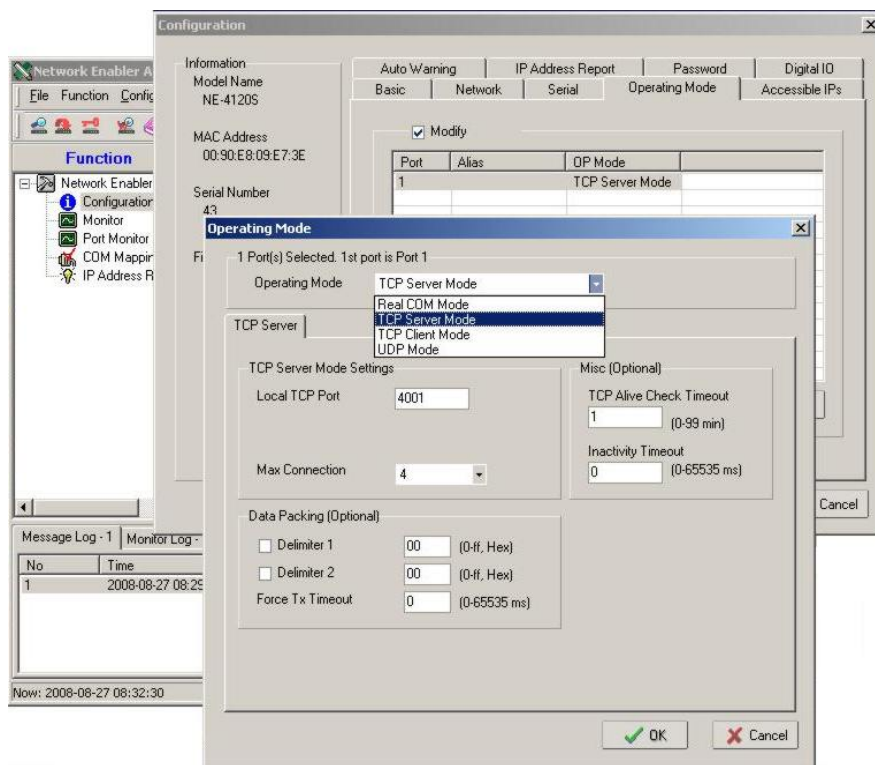 Configuration
Information
Model Name
NE-4120S
MAC Address
00:90:E8:09:E7:3E
Serial Number
43
Auto Warning
IP Address Report
Password
Digital IO
Basic
Network
Serial
Operating Mode
Accessible IPs
Modify
Port Alias OP Mode
1 TCP Server Mode
Cancel
Network Enabler A
File Function Config
Function
Network Enabler
Configuration
Monitor
Port Monitor
COM Mappin
IP Address R
Message Log - 1
Monitor Log -
No Time
1 2008-08-27 08:29
Now: 2008-08-27 08:32:30
Operating Mode
1 Port(s) Selected. 1st port is Port 1
Operating Mode TCP Server Mode
Real COM Mode
TCP Server Mode
TCP Client Mode
UDP Mode
TCP Server
TCP Server Mode Settings
Local TCP Port 4001
Max Connection 4
Misc (Optional)
TCP Alive Check Timeout
1 (0-99 min)
Inactivity Timeout
0 (0-65535 ms)
Data Packing (Optional)
Delimiter 1 00 (0-ff, Hex)
Delimiter 2 00 (0-ff, Hex)
Force Tx Timeout 0 (0-65535 ms)
OK
Cancel